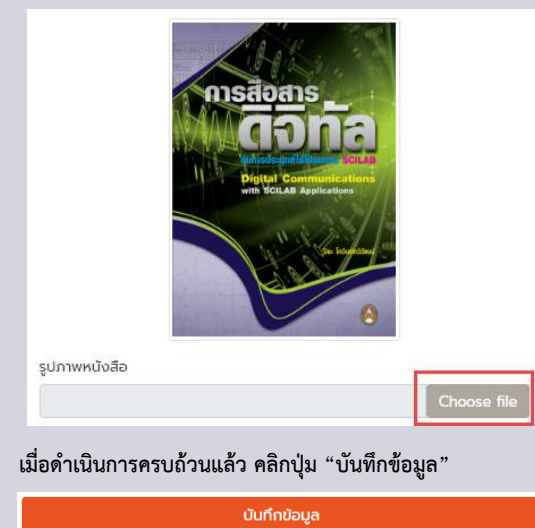 การสื่อสาร
ดิจิทัล
SCILAB
Digital Communications
with SCILAB Applications
รูปภาพหนังสือ
Choose file
เมื่อดำเนินการครบถ้วนแล้ว คลิกปุ่ม “บันทึกข้อมูล”
บันทึกข้อมูล